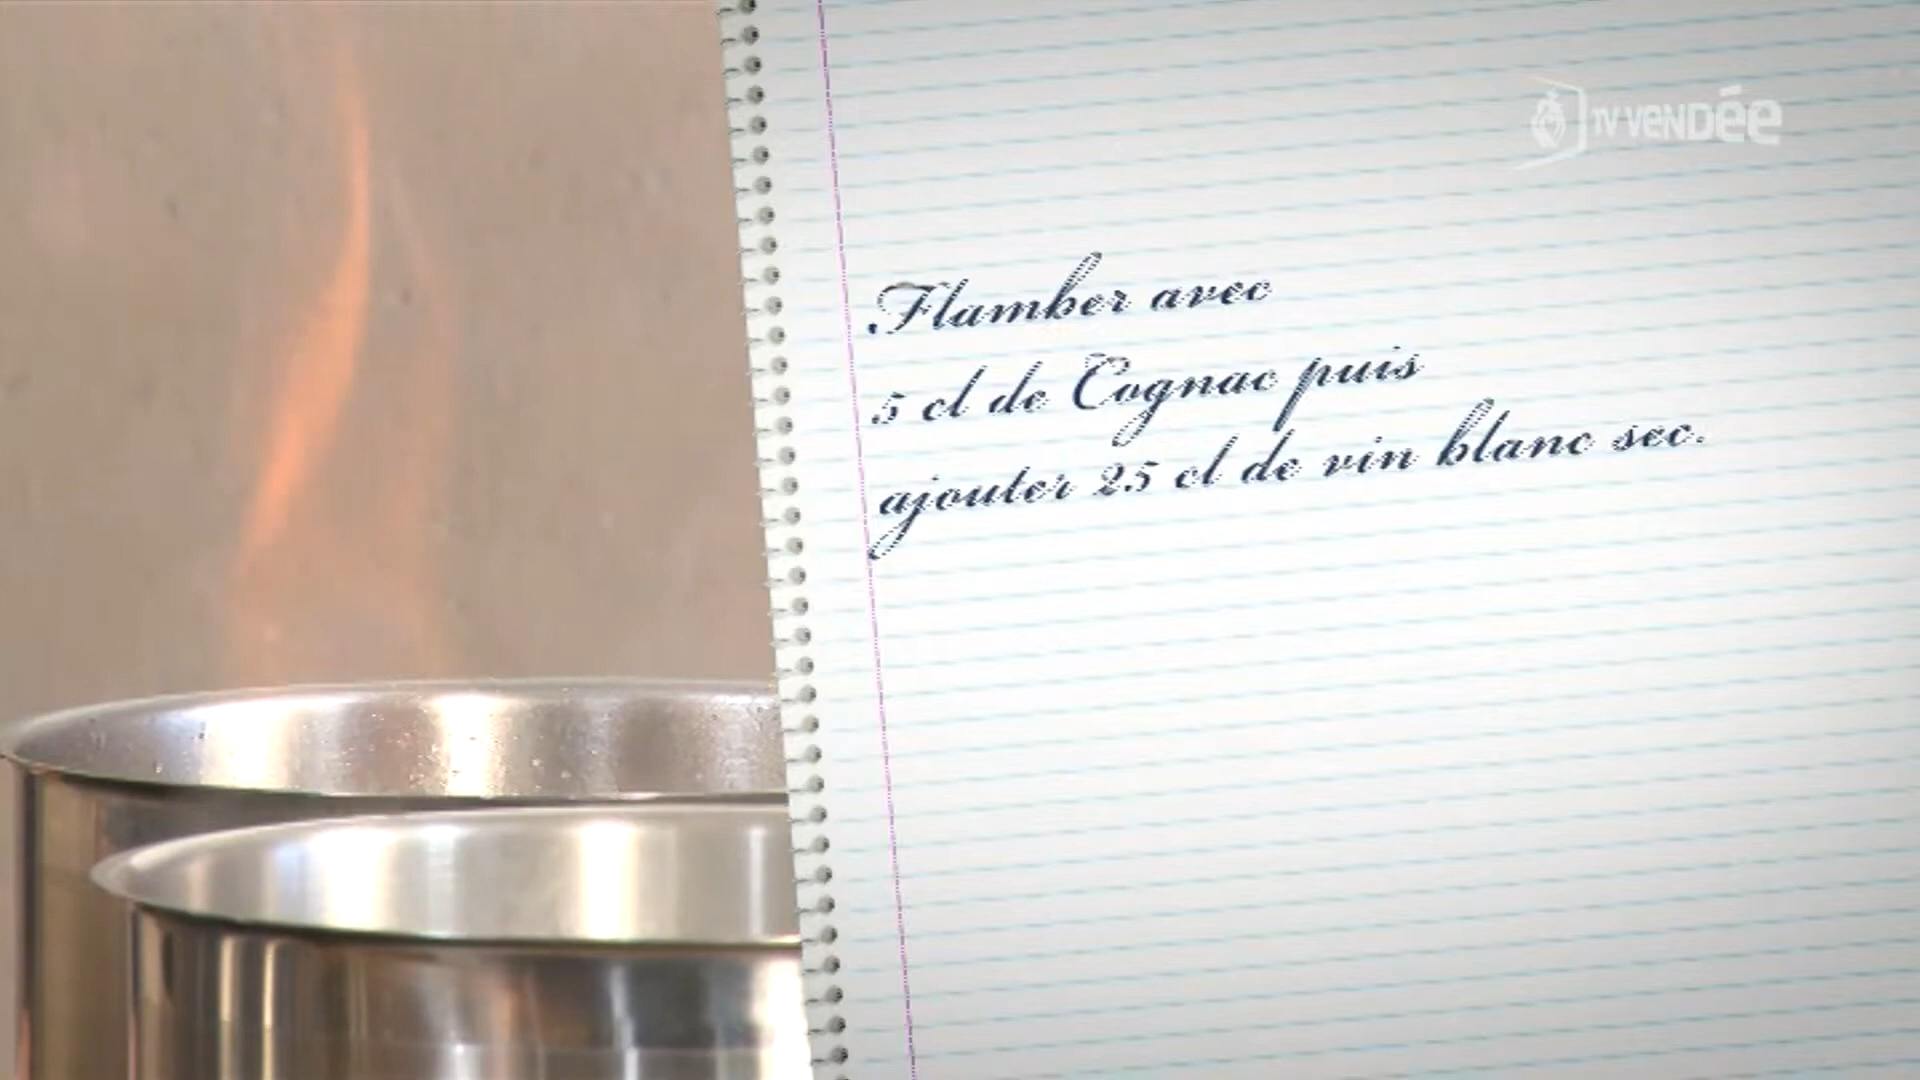 TV VENDÉE
Flamber avec
5 cl de Cognac puis
ajouter 25 cl de vin blanc sec.